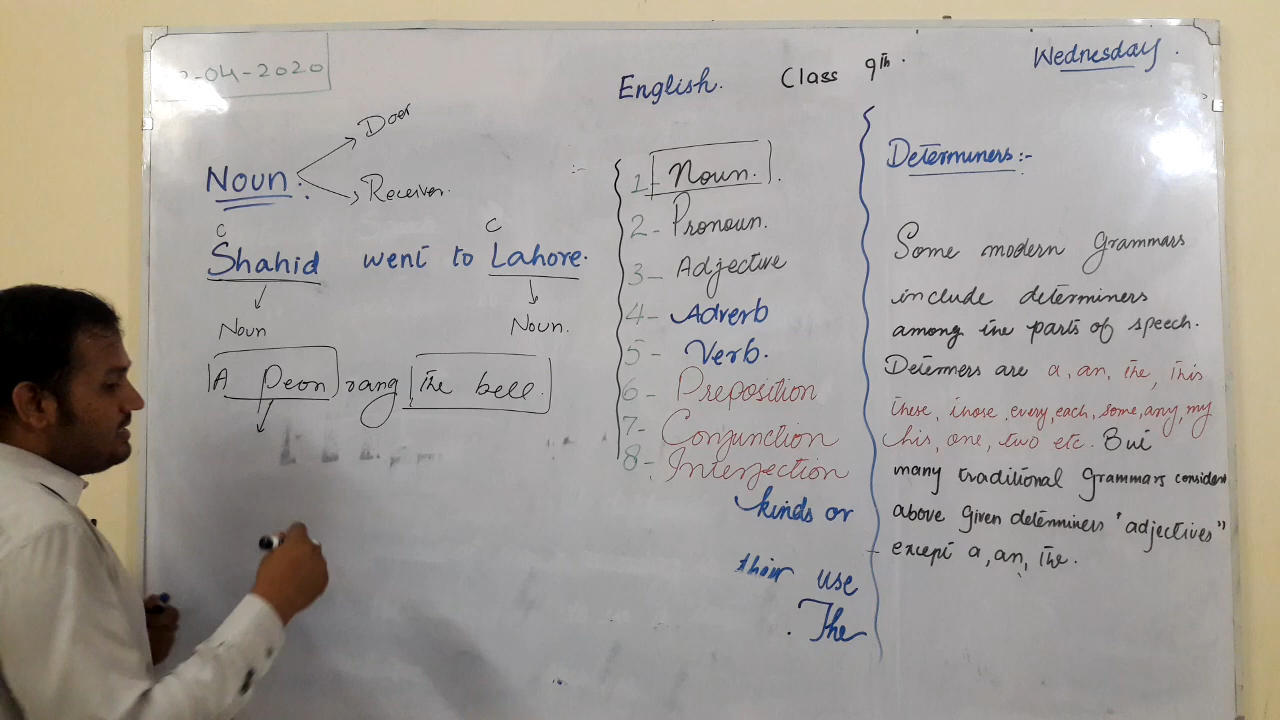 -04-2020
English.
Class 9th.
Wednesday.
Noun:
Doer
Receiver.
C
C
Shahid went to Lahore.
Noun
Noun.
A Peon rang the bell.
1- Noun.
2- Pronoun.
3- Adjective
4- Adverb
5- Verb.
6- Preposition
7- Conjunction
8- Interjection
kinds or
their use
The
Determiners:-
Some modern Grammars
include determiners
among the parts of speech.
Determers are a, an, the, this
these, those, every, each, some, any, my
his, one, two etc. But
many traditional Grammars consider
above given determiners "adjectives"
except a, an, the.